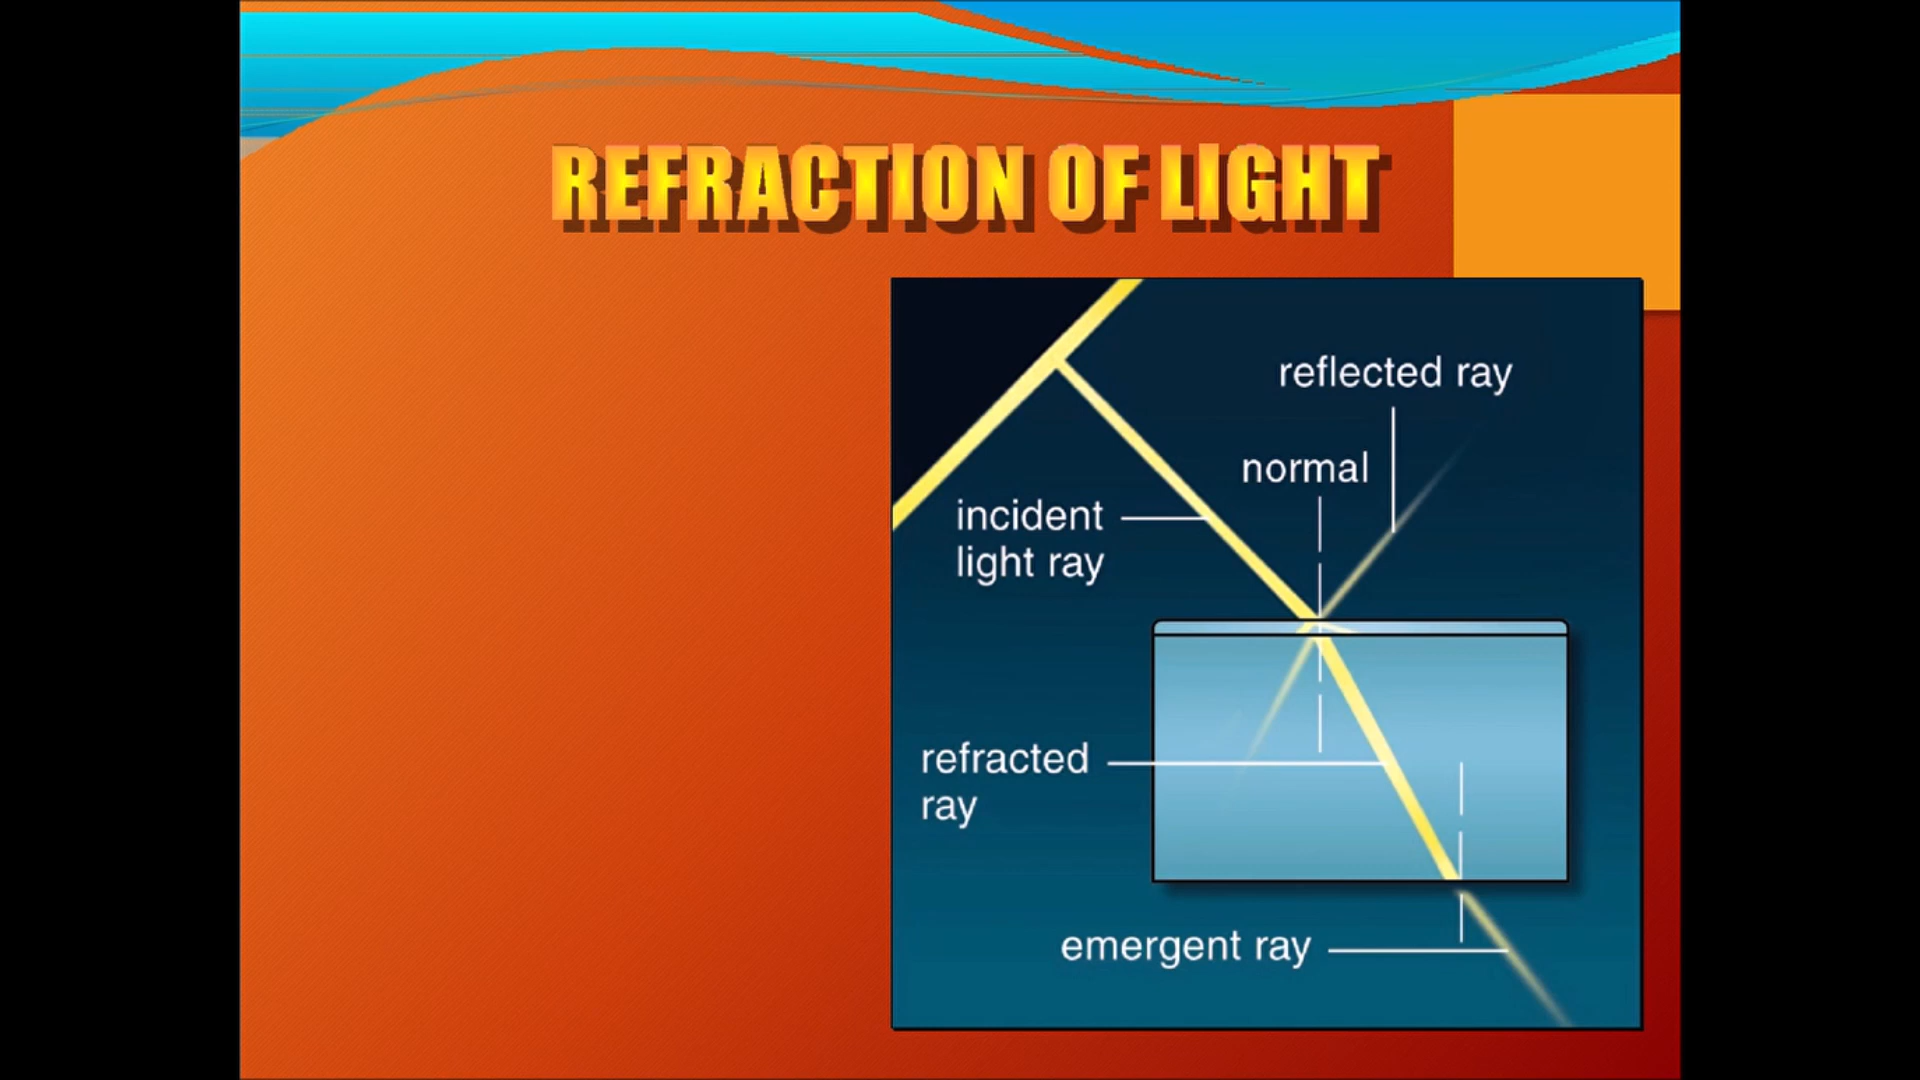 REFRACTION OF LIGHT
reflected ray
normal
incident
light ray
refracted
ray
emergent ray